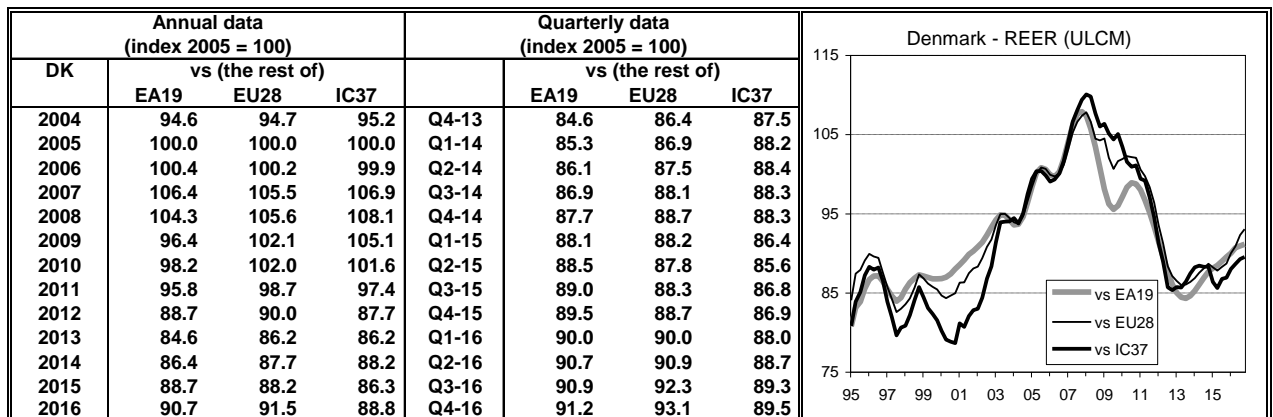 Annual data
(index 2005 = 100)
Quarterly data
(index 2005 = 100)
DK vs (the rest of) vs (the rest of)
EA19 EU28 IC37 EA19 EU28 IC37
2004 94.6 94.7 95.2 Q4-13 84.6 86.4 87.5
2005 100.0 100.0 100.0 Q1-14 85.3 86.9 88.2
2006 100.4 100.2 99.9 Q2-14 86.1 87.5 88.4
2007 106.4 105.5 106.9 Q3-14 86.9 88.1 88.3
2008 104.3 105.6 108.1 Q4-14 87.7 88.7 88.3
2009 96.4 102.1 105.1 Q1-15 88.1 88.2 86.4
2010 98.2 102.0 101.6 Q2-15 88.5 87.8 85.6
2011 95.8 98.7 97.4 Q3-15 89.0 88.3 86.8
2012 88.7 90.0 87.7 Q4-15 89.5 88.7 86.9
2013 84.6 86.2 86.2 Q1-16 90.0 90.0 88.0
2014 86.4 87.7 88.2 Q2-16 90.7 90.9 88.7
2015 88.7 88.2 86.3 Q3-16 90.9 92.3 89.3
2016 90.7 91.5 88.8 Q4-16 91.2 93.1 89.5
Denmark - REER (ULCM)
115
105
95
85
75
vs EA19
vs EU28
vs IC37
95 97 99 01 03 05 07 09 11 13 15